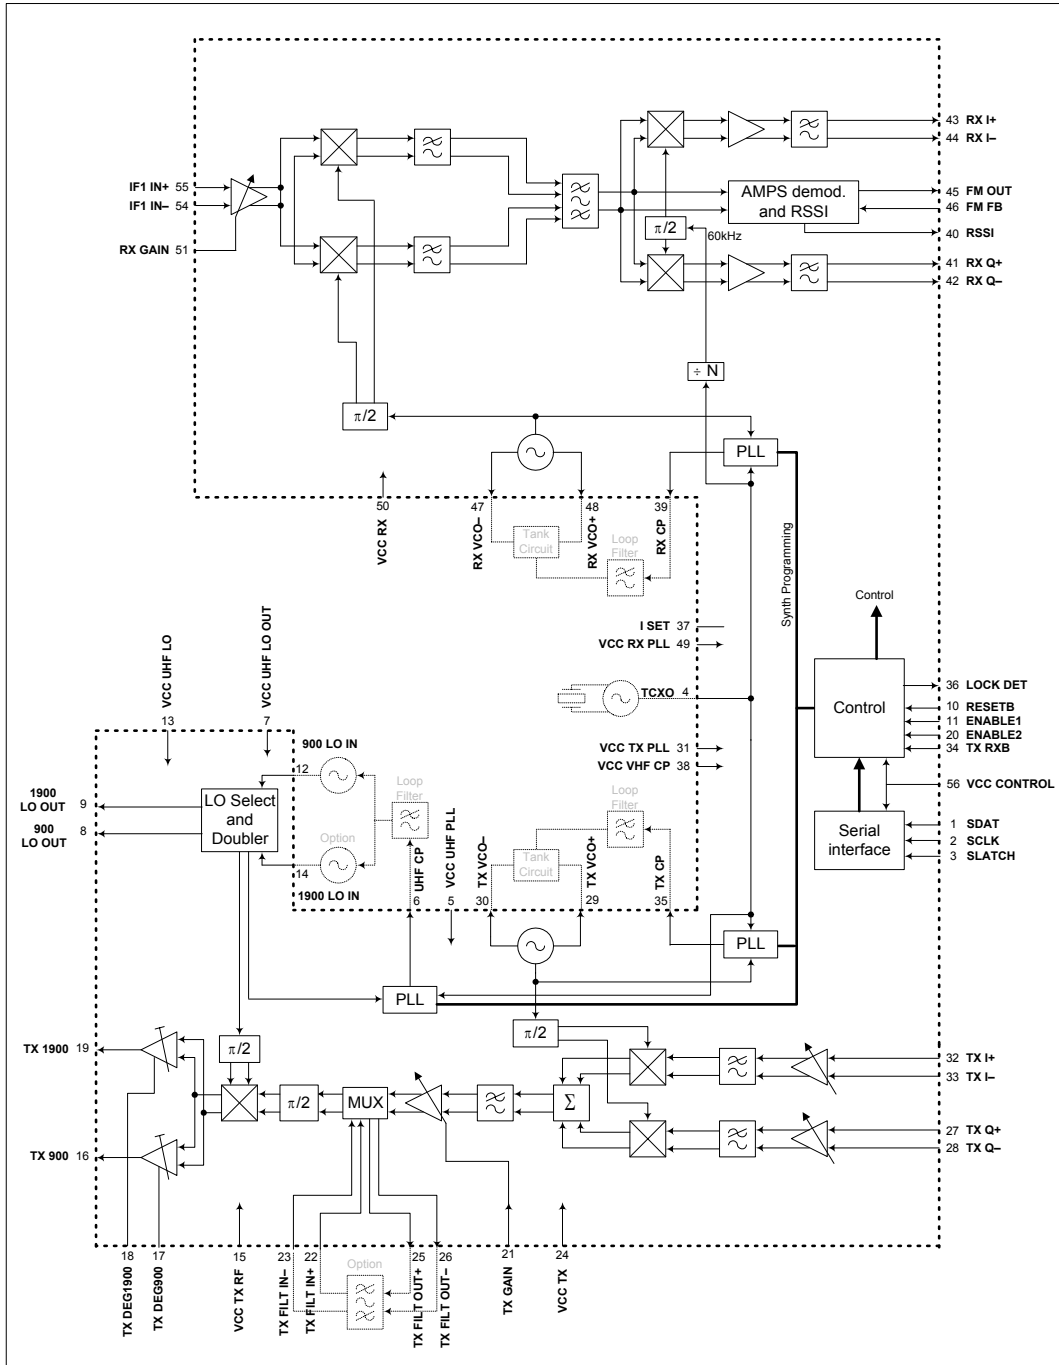 43 RX I+
44 RX I–
IF1 IN+ 55
IF1 IN– 54
AMPS demod.
and RSSI
45 FM OUT
46 FM FB
RX GAIN 51
π/2
60kHz
40 RSSI
41 RX Q+
42 RX Q–
÷ N
π/2
PLL
50
VCC RX
47
RX VCO–
48
RX VCO+
39
RX CP
Tank
Circuit
Loop
Filter
Synth Programming
Control
I SET 37
VCC RX PLL 49
TCXO 4
VCC UHF LO
13
VCC UHF LO OUT
7
Control
36 LOCK DET
10 RESETB
11 ENABLE1
20 ENABLE2
34 TX RXB
VCC TX PLL 31
VCC VHF CP 38
900 LO IN
12
56 VCC CONTROL
1900
LO OUT 9
900
LO OUT 8
LO Select
and
Doubler
Loop
Filter
Option
14
1900 LO IN
Loop
Filter
Tank
Circuit
Serial
interface
1 SDAT
2 SCLK
3 SLATCH
UHF CP
6
VCC UHF PLL
5
TX VCO–
30
TX VCO+
29
TX CP
35
PLL
PLL
π/2
TX 1900 19
π/2
32 TX I+
33 TX I–
π/2
MUX
Σ
27 TX Q+
28 TX Q–
TX 900 16
18
TX DEG1900
17
TX DEG900
15
VCC TX RF
23
TX FILT IN–
22
TX FILT IN+
Option
25
TX FILT OUT+
26
TX FILT OUT–
21
TX GAIN
24
VCC TX